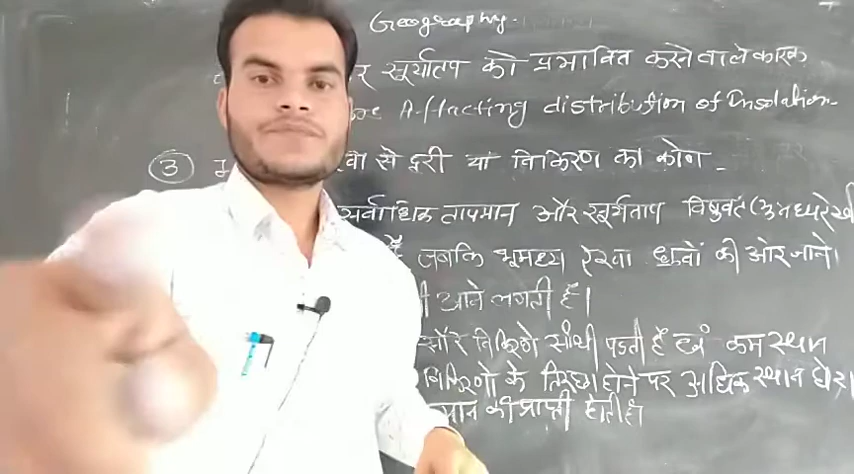 Geography-
र सूर्यातप को प्रभावित करने वाले कारक
Affecting distribution of Insolation-
③ से दूरी या विकिरण का कोण -
सर्वाधिक तापमान और सूर्यताप विषुवत
है जबकि भूमध्य रेखा ध्रुवों की ओर जाने
आने लगती है।
सौर विकिरणे सीधी पड़ती है एवं कम स्थान
विकिरणो के तिरछा होने पर अधिक स्थान घेर
की प्राप्ती होती है